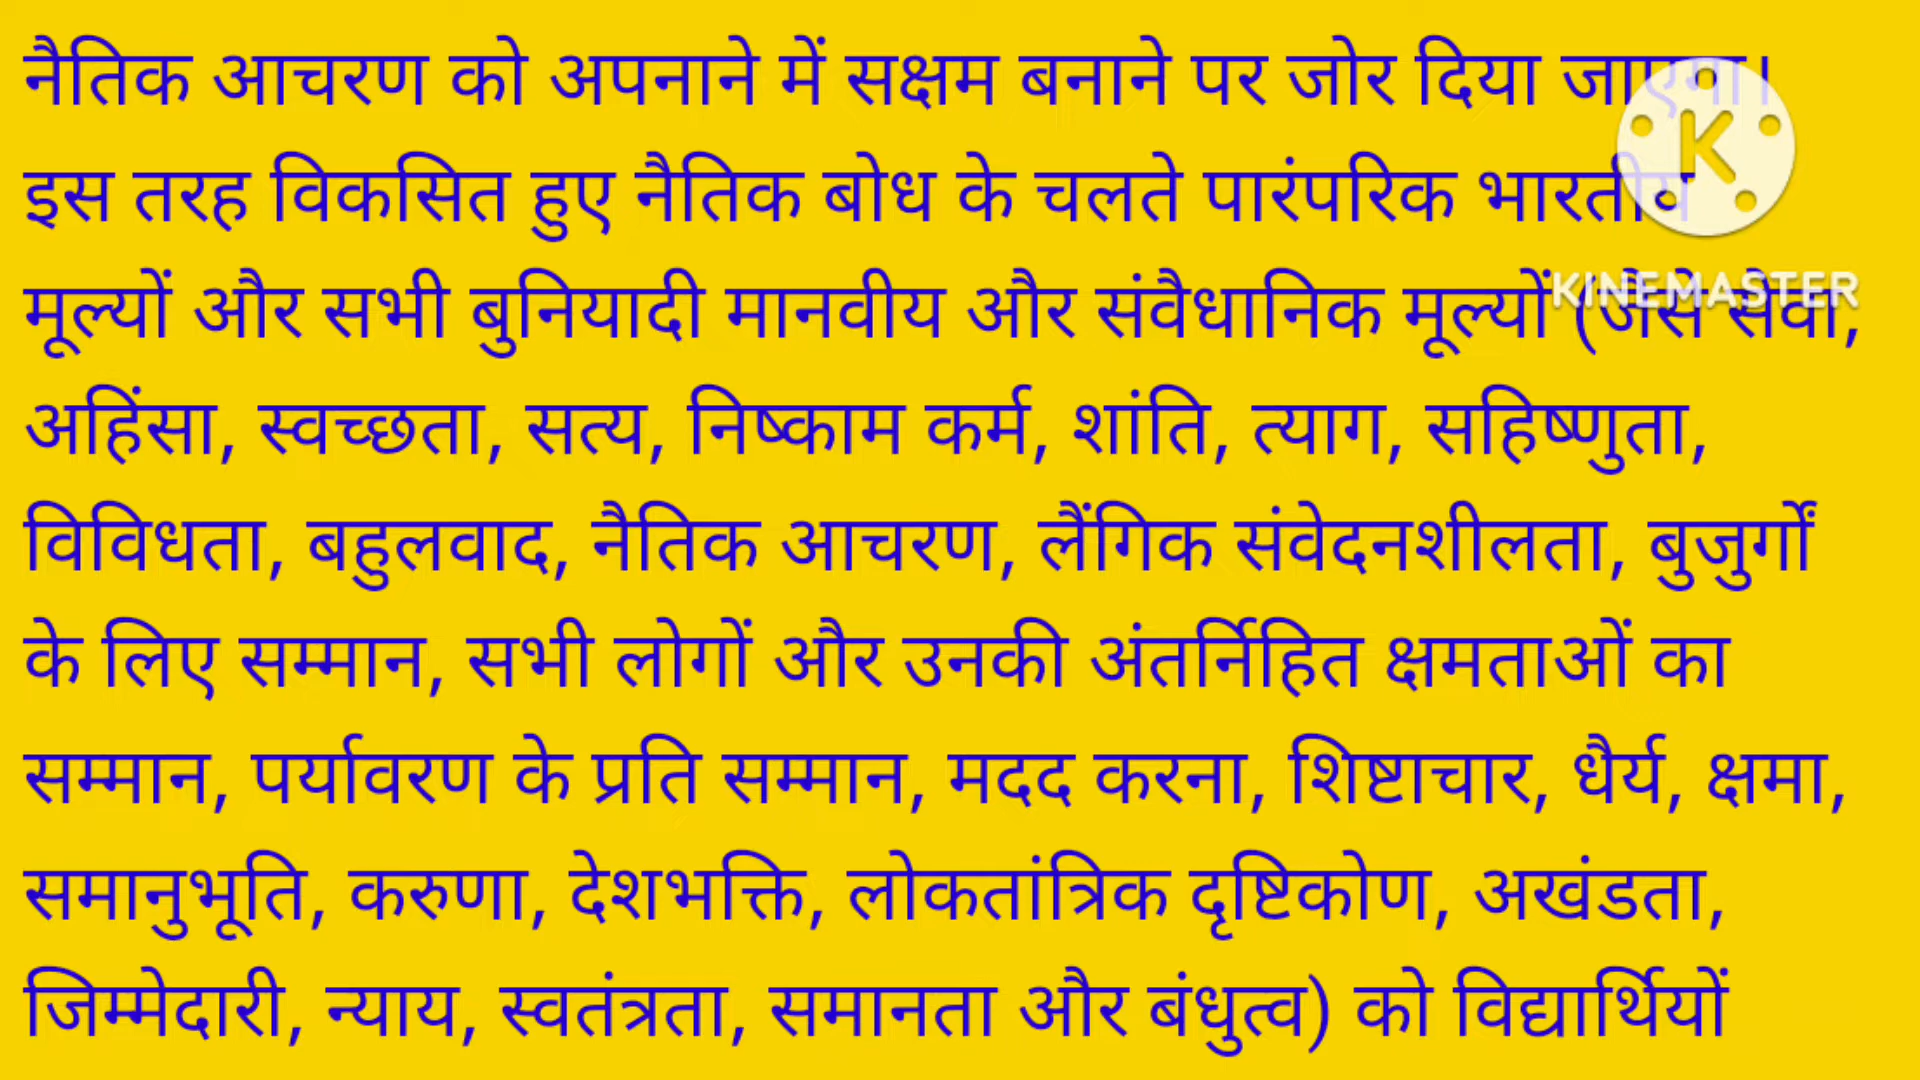 नैतिक आचरण को अपनाने में सक्षम बनाने पर जोर दिया जाएगा।
इस तरह विकसित हुए नैतिक बोध के चलते पारंपरिक भारतीय
मूल्यों और सभी बुनियादी मानवीय और संवैधानिक मूल्यों (जैसे सेवा,
अहिंसा, स्वच्छता, सत्य, निष्काम कर्म, शांति, त्याग, सहिष्णुता,
विविधता, बहुलवाद, नैतिक आचरण, लैंगिक संवेदनशीलता, बुजुर्गों
के लिए सम्मान, सभी लोगों और उनकी अंतर्निहित क्षमताओं का
सम्मान, पर्यावरण के प्रति सम्मान, मदद करना, शिष्टाचार, धैर्य, क्षमा,
समानुभूति, करुणा, देशभक्ति, लोकतांत्रिक दृष्टिकोण, अखंडता,
जिम्मेदारी, न्याय, स्वतंत्रता, समानता और बंधुत्व) को विद्यार्थियों
K
KINEMASTER